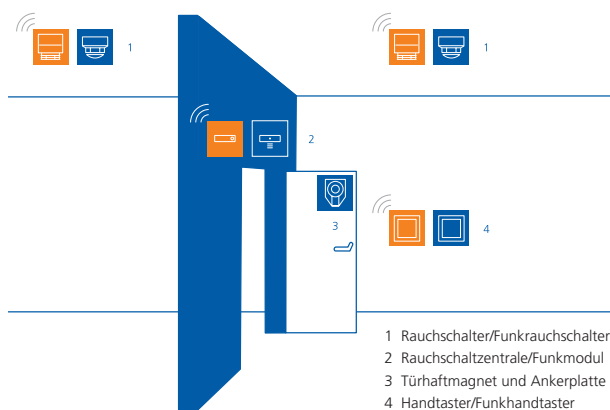 1
1
2
3
4
1 Rauchschalter/Funkrauchschalter
2 Rauchschaltzentrale/Funkmodul
3 Türhaftmagnet und Ankerplatte
4 Handtaster/Funkhandtaster